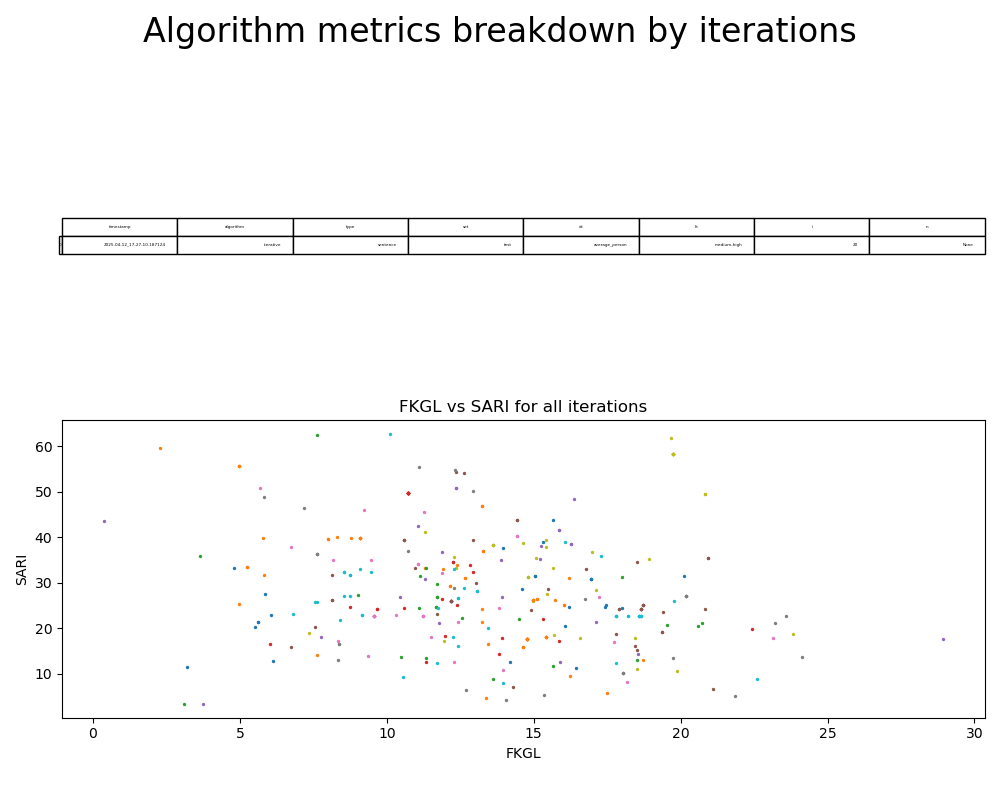 Algorithm metrics breakdown by iterations
timestamp algorithm type set at h i n
2025-04-12_17-27-10.187124 iterative sentence test average_person medium-high 20 None
FKGL vs SARI for all iterations
60
50
40
30
20
10
SARI
0 5 10 15 20 25 30
FKGL